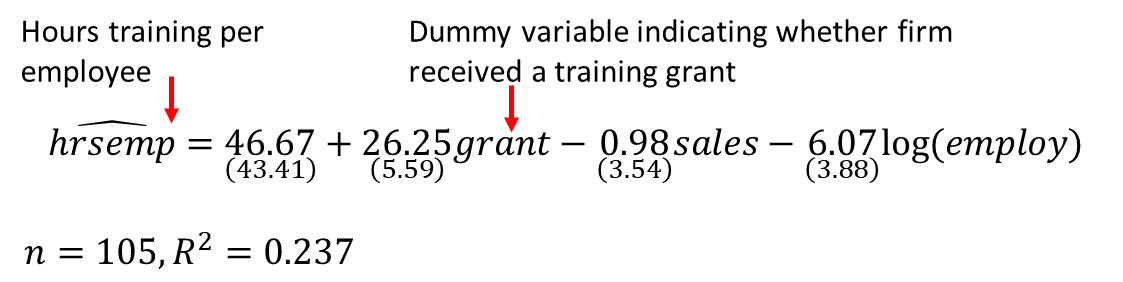 Hours training per
employee
Dummy variable indicating whether firm
received a training grant
\widehat{hrsemp} = 46.67 + 26.25grant − 0.98sales − 6.07log(employ)
(43.41) (5.59) (3.54) (3.88)
n = 105, R² = 0.237